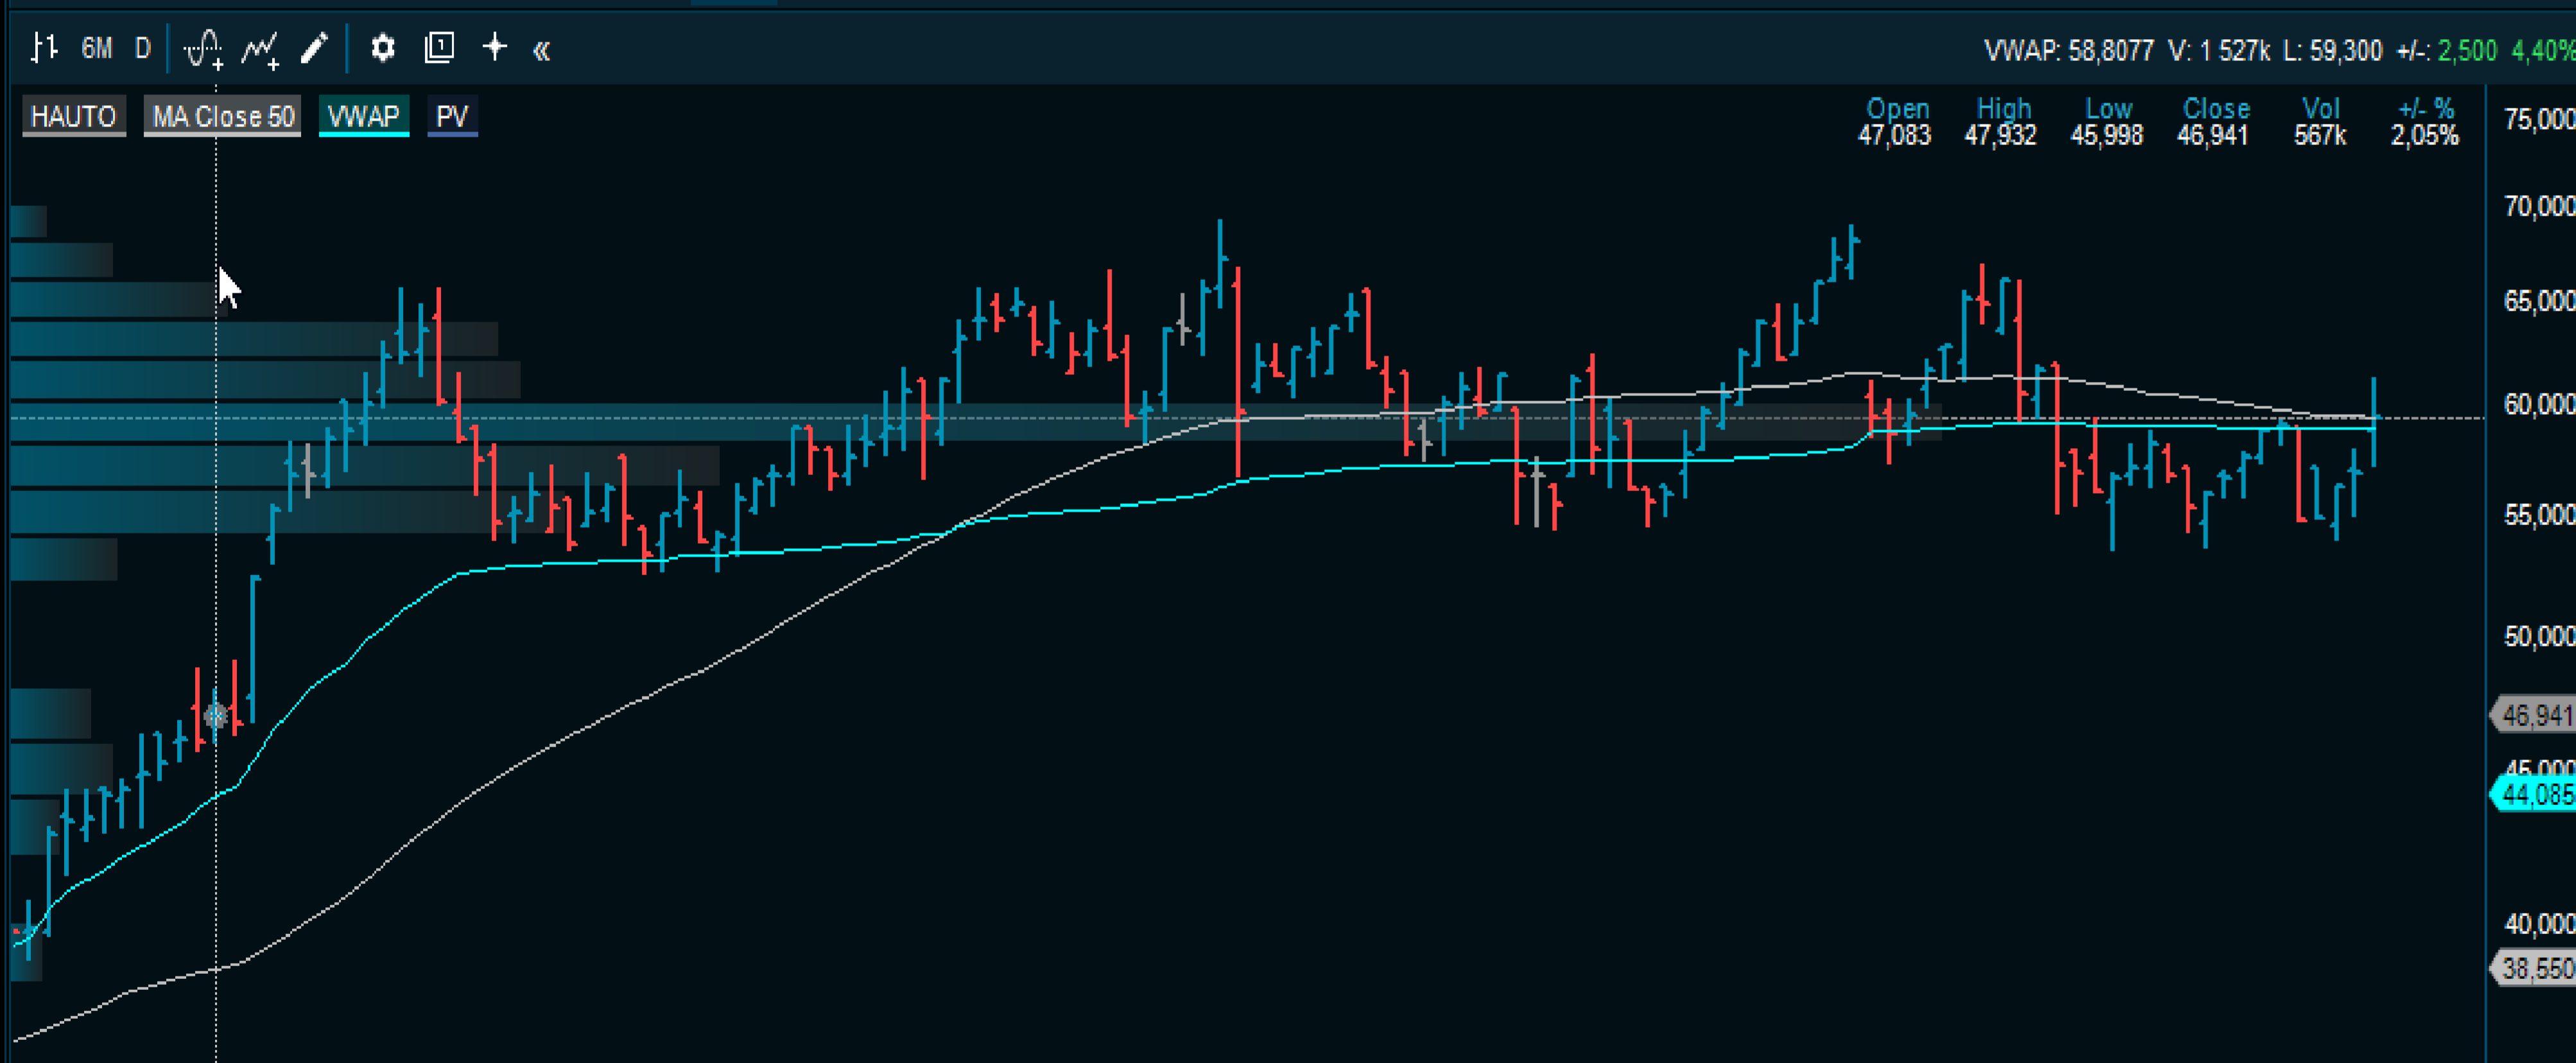 6M D VWAP: 58,8077 V: 1 527k L: 59,300 +/-: 2,500 4,40%
HAUTO MA Close 50 VWAP PV
Open High Low Close Vol +/- %
47,083 47,932 45,998 46,941 567k 2,05%
75,000
70,000
65,000
60,000
55,000
50,000
46,941
45,000
44,085
40,000
38,550